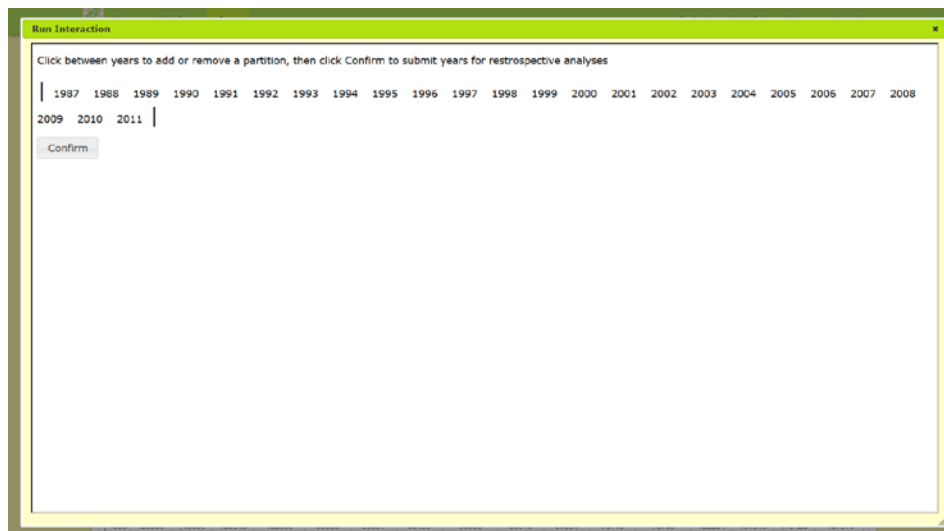 Run Interaction
Click between years to add or remove a partition, then click Confirm to submit years for restrospective analyses
1987 1988 1989 1990 1991 1992 1993 1994 1995 1996 1997 1998 1999 2000 2001 2002 2003 2004 2005 2006 2007 2008
2009 2010 2011
Confirm